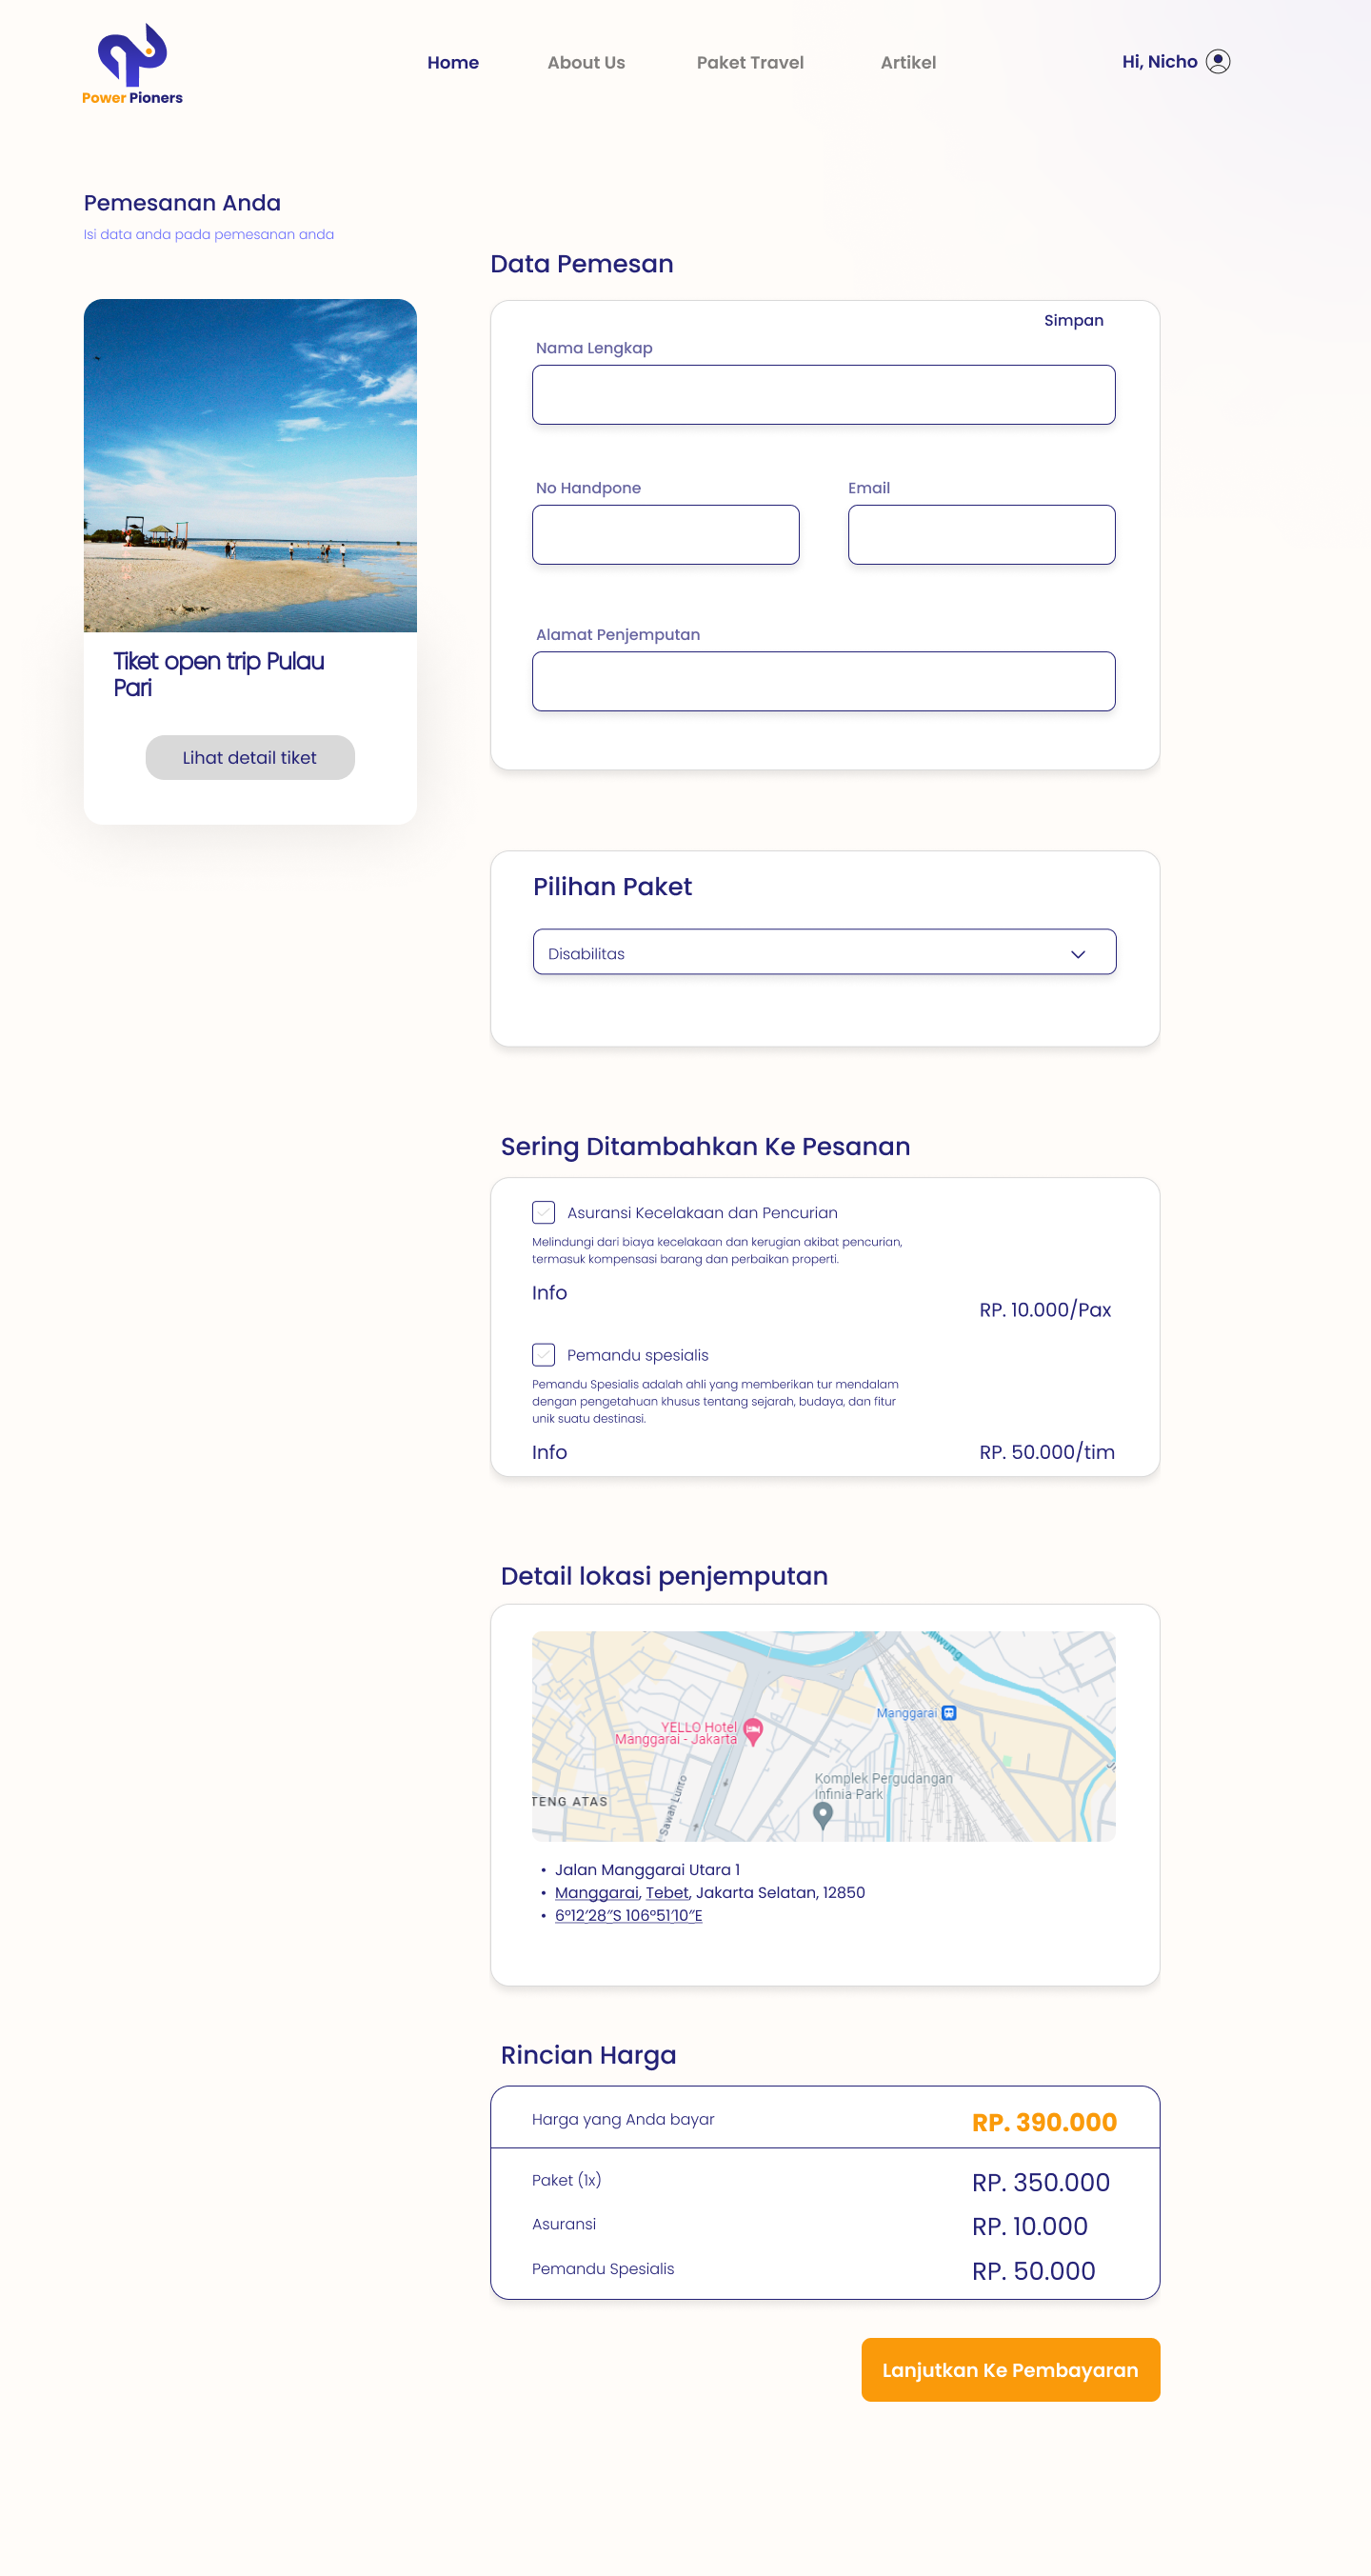 Power Pioners
Home
About Us
Paket Travel
Artikel
Hi, Nicho
Pemesanan Anda
Isi data anda pada pemesanan anda
Tiket open trip Pulau
Pari
Lihat detail tiket
Data Pemesan
Simpan
Nama Lengkap
No Handpone
Email
Alamat Penjemputan
Pilihan Paket
Disabilitas
Sering Ditambahkan Ke Pesanan
Asuransi Kecelakaan dan Pencurian
Melindungi dari biaya kecelakaan dan kerugian akibat pencurian,
termasuk kompensasi barang dan perbaikan properti.
Info
RP. 10.000/Pax
Pemandu spesialis
Pemandu Spesialis adalah ahli yang memberikan tur mendalam
dengan pengetahuan khusus tentang sejarah, budaya, dan fitur
unik suatu destinasi.
Info
RP. 50.000/tim
Detail lokasi penjemputan
Ciliwung
Manggarai
YELLO Hotel
Manggarai - Jakarta
Komplek Pergudangan
Infinia Park
TENG ATAS
Sawah Lunto
• Jalan Manggarai Utara 1
• Manggarai, Tebet, Jakarta Selatan, 12850
• 6°12′28″S 106°51′10″E
Rincian Harga
Harga yang Anda bayar
RP. 390.000
Paket (1x)
RP. 350.000
Asuransi
RP. 10.000
Pemandu Spesialis
RP. 50.000
Lanjutkan Ke Pembayaran